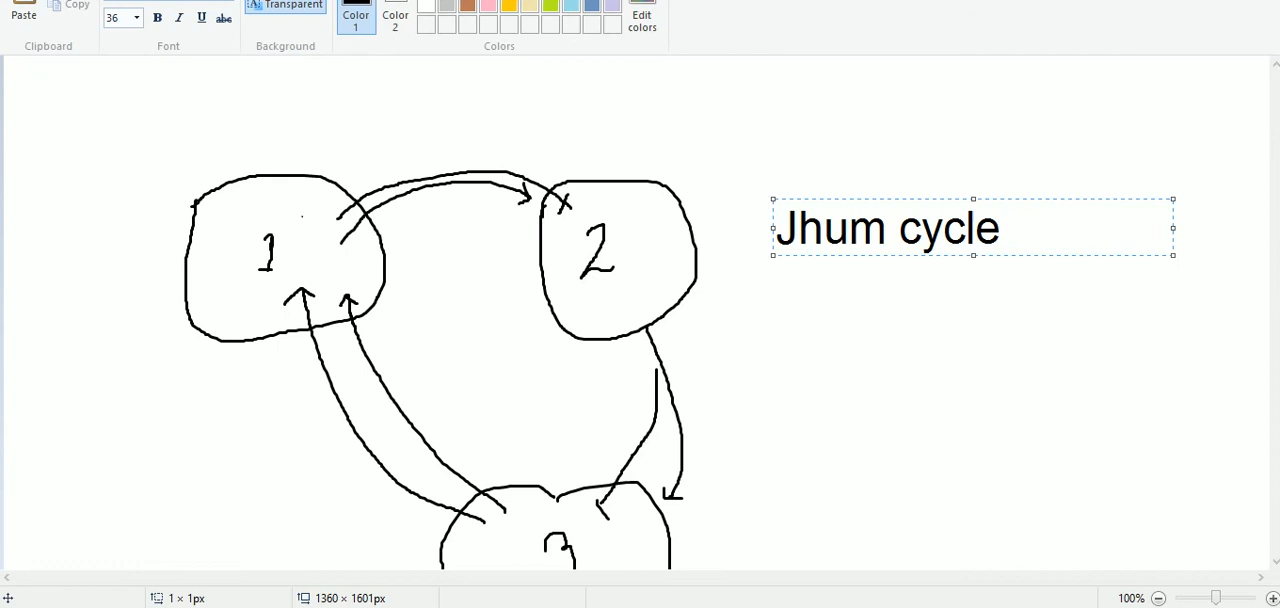 Paste
Copy
36
B I U abc
Transparent
Color 1
Color 2
Edit colors
Clipboard
Font
Background
Colors
1
2
Jhum cycle
3
1 × 1px
1360 × 1601px
100%